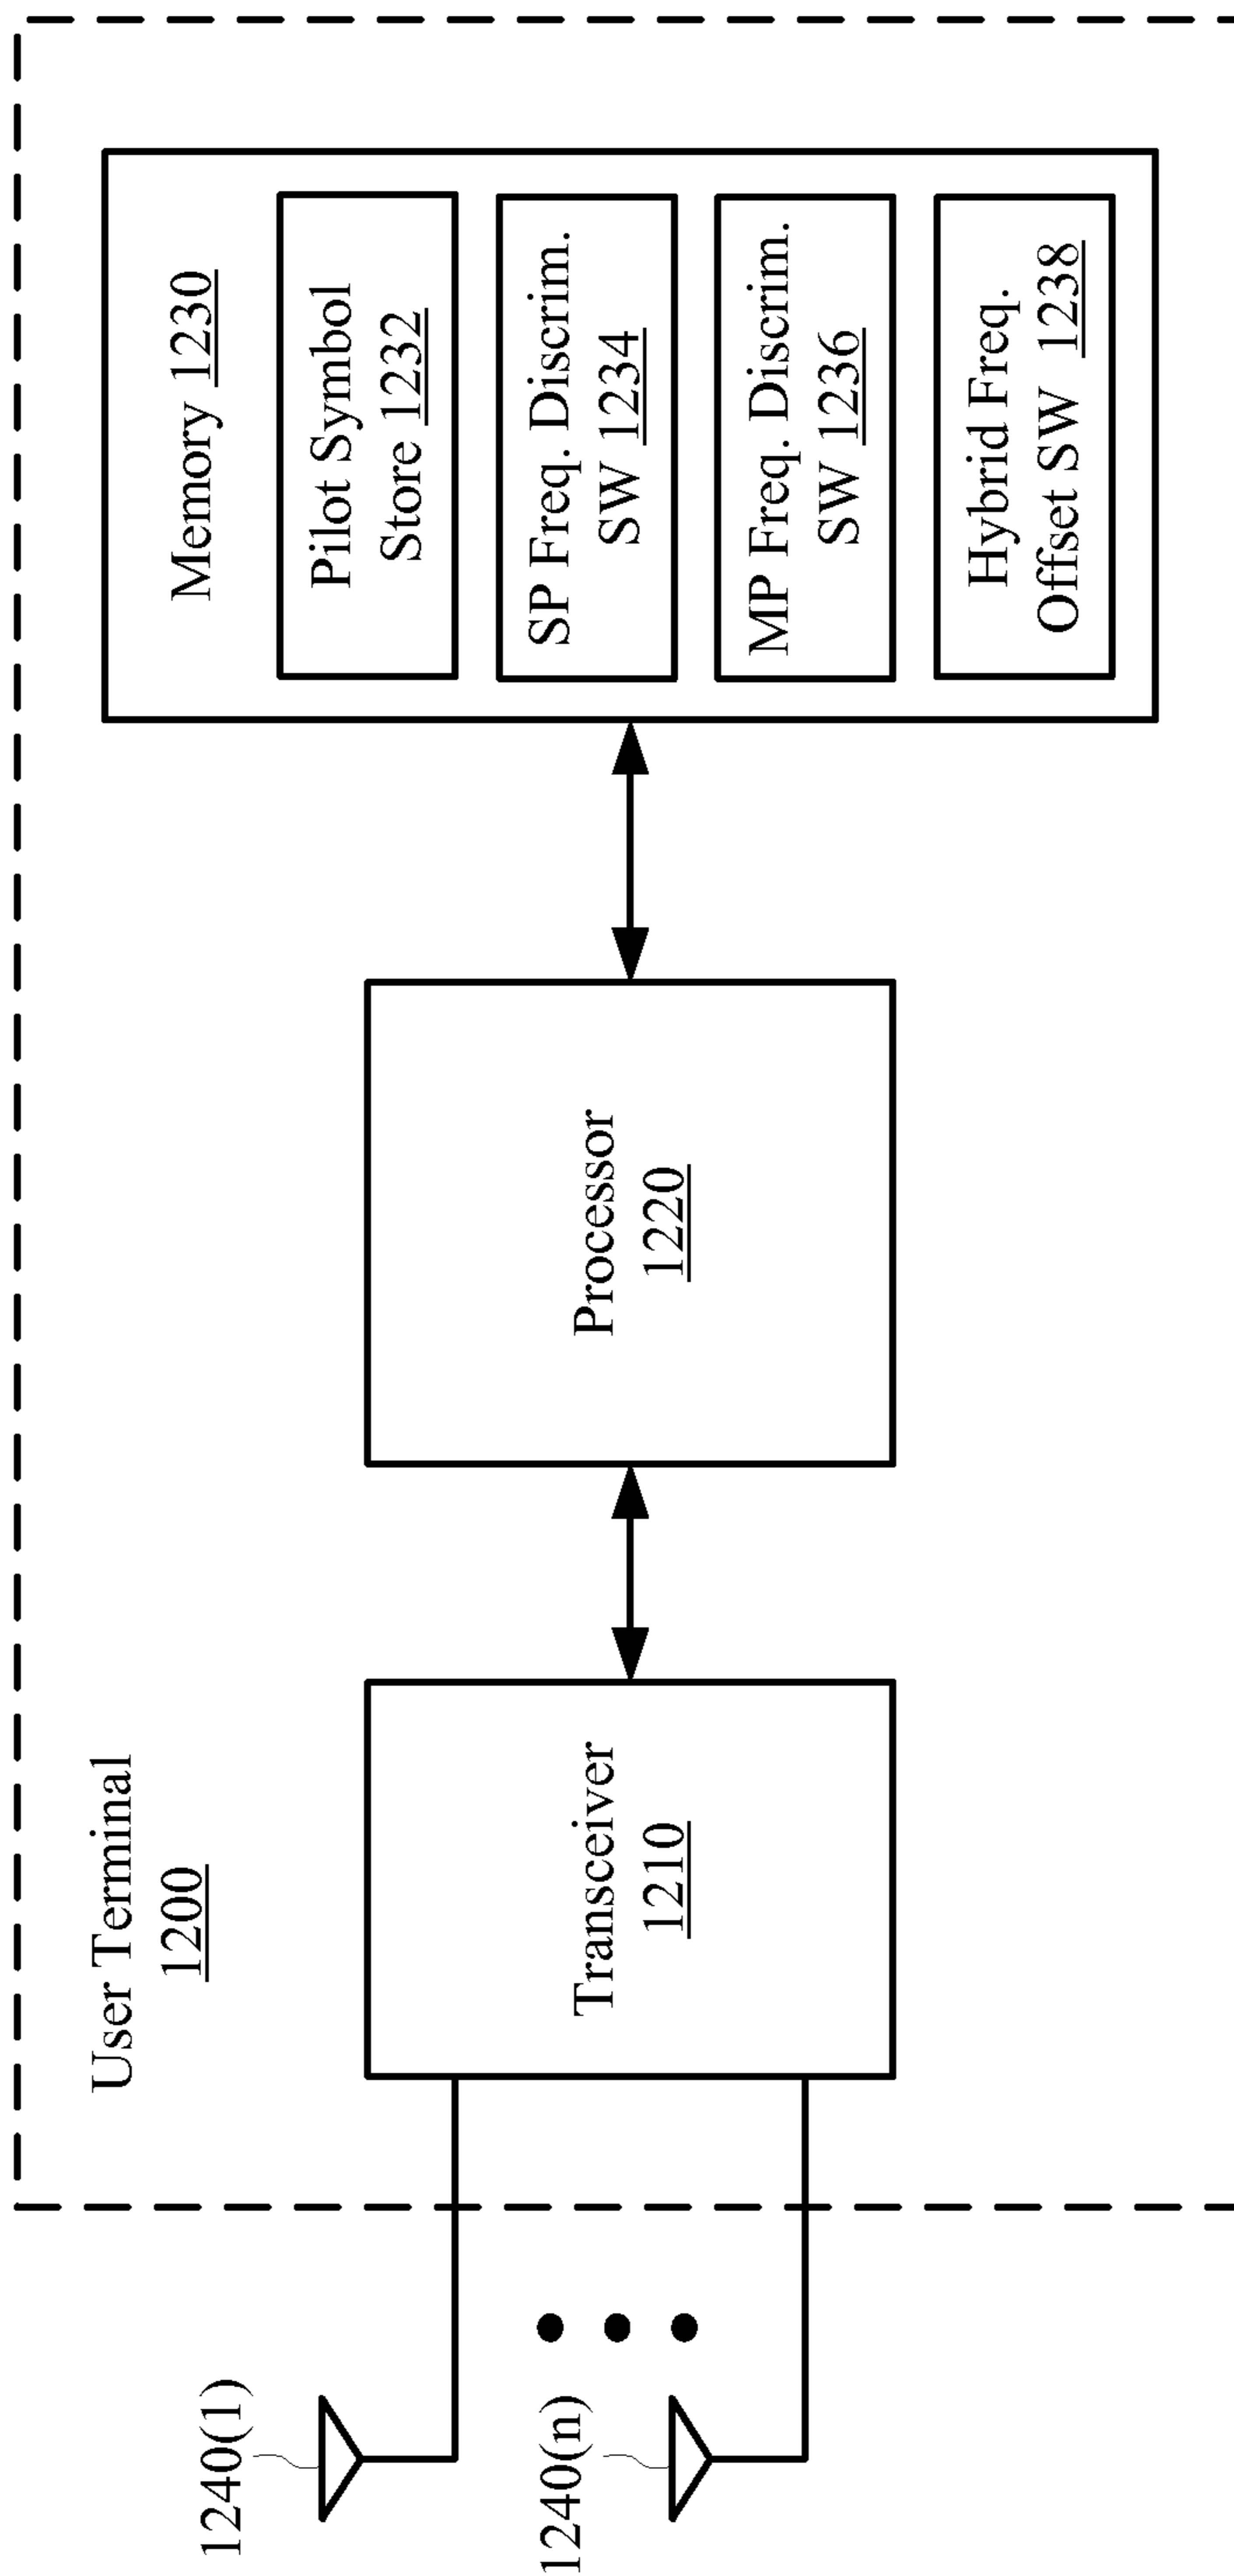 User Terminal
1200
1240(1)
1240(n)
Transceiver
1210
Processor
1220
Memory 1230
Pilot Symbol
Store 1232
SP Freq. Discrim.
SW 1234
MP Freq. Discrim.
SW 1236
Hybrid Freq.
Offset SW 1238